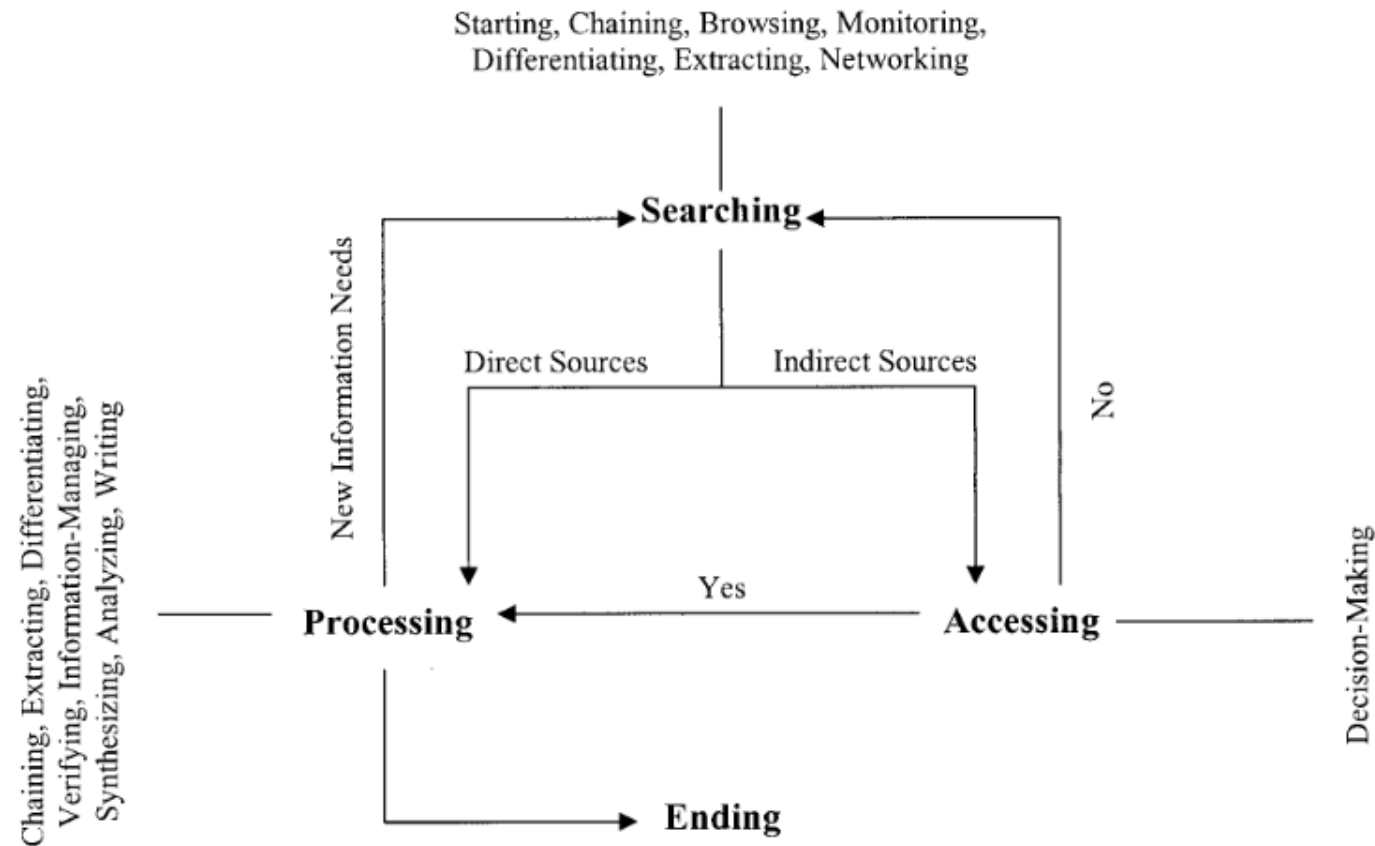 Starting, Chaining, Browsing, Monitoring,
Differentiating, Extracting, Networking
Searching
New Information Needs
Direct Sources
Indirect Sources
No
Chaining, Extracting, Differentiating,
Verifying, Information-Managing,
Synthesizing, Analyzing, Writing
Processing
Yes
Accessing
Decision-Making
Ending